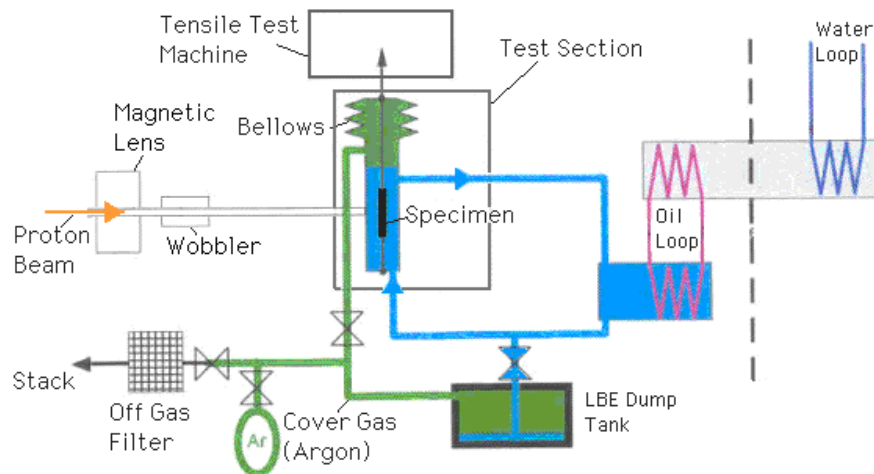 Tensile Test
Machine
Test Section
Water
Loop
Magnetic
Lens
Bellows
Specimen
Oil
Loop
Proton
Beam
Wobbler
Stack
Off Gas
Filter
Ar
Cover Gas
(Argon)
LBE Dump
Tank